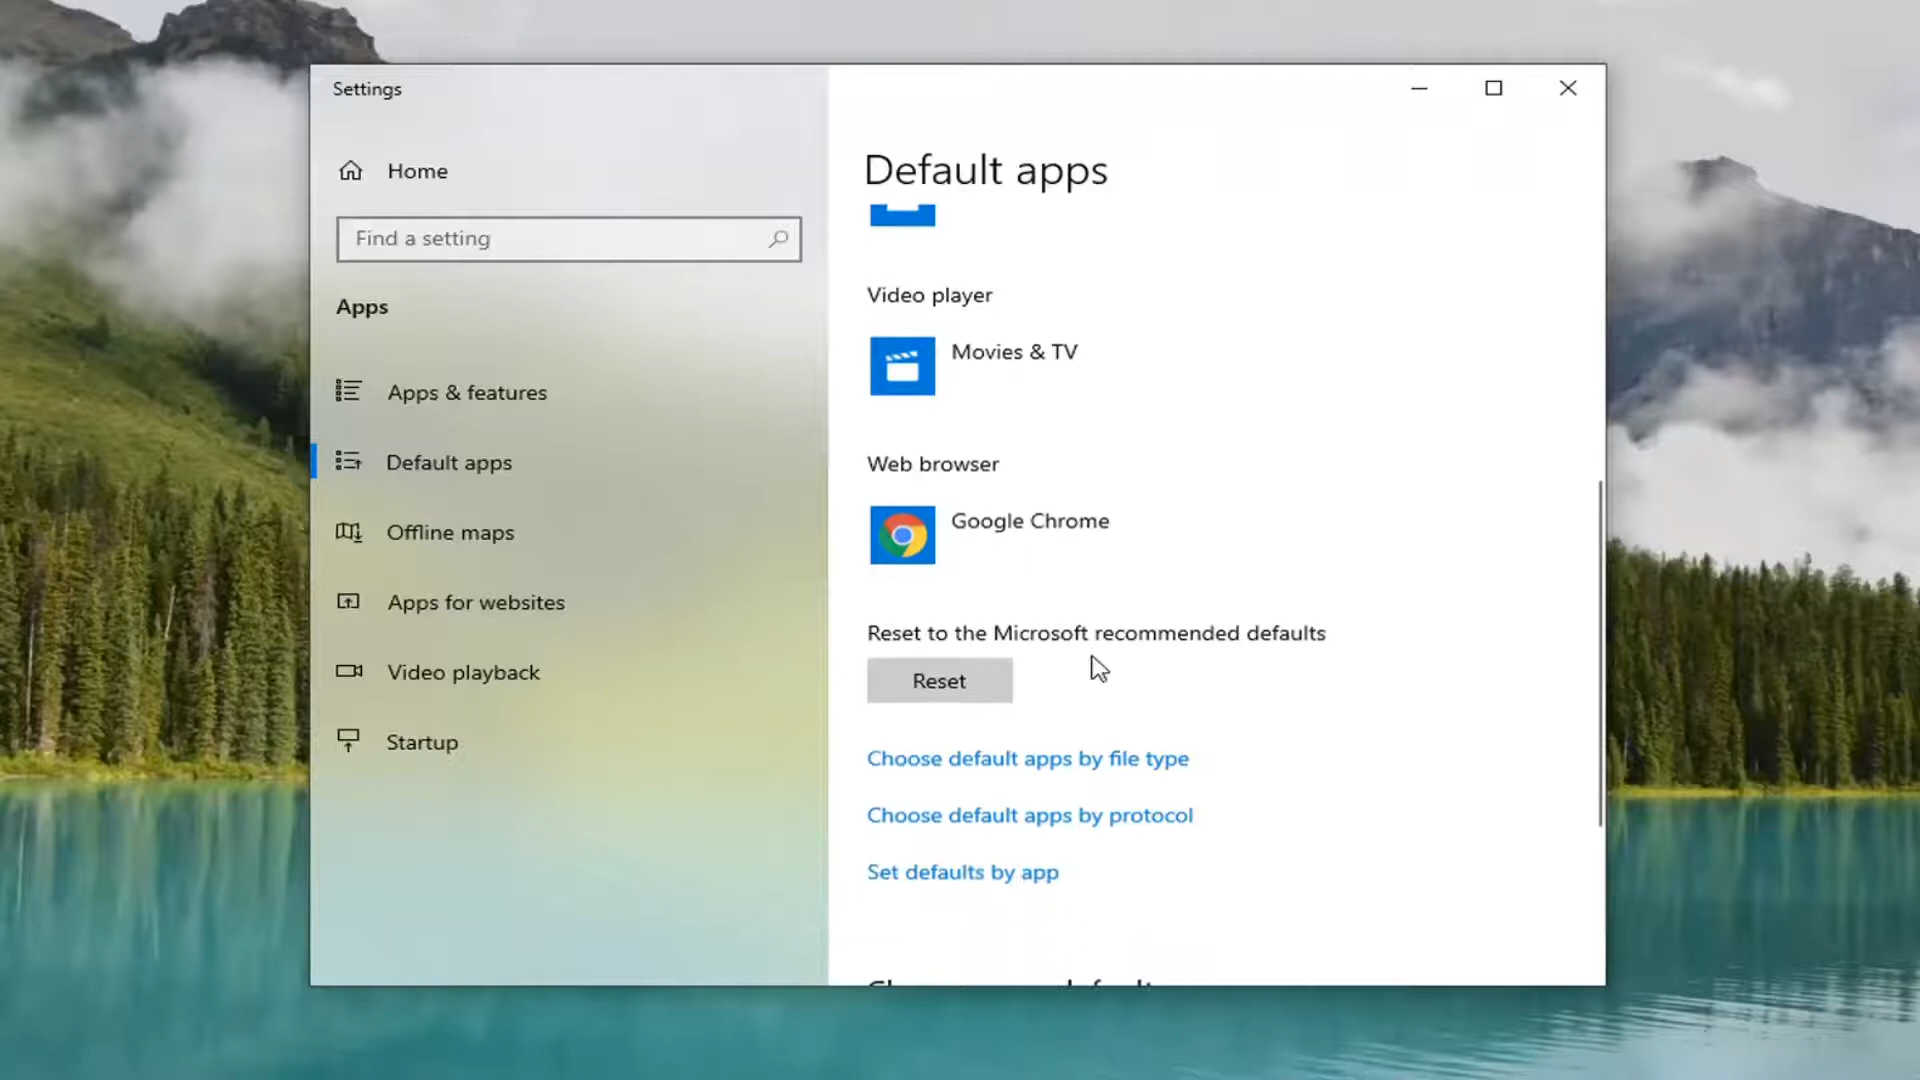 Settings
Home
Find a setting
Apps
Apps & features
Default apps
Offline maps
Apps for websites
Video playback
Startup
Default apps
Video player
Movies & TV
Web browser
Google Chrome
Reset to the Microsoft recommended defaults
Reset
Choose default apps by file type
Choose default apps by protocol
Set defaults by app